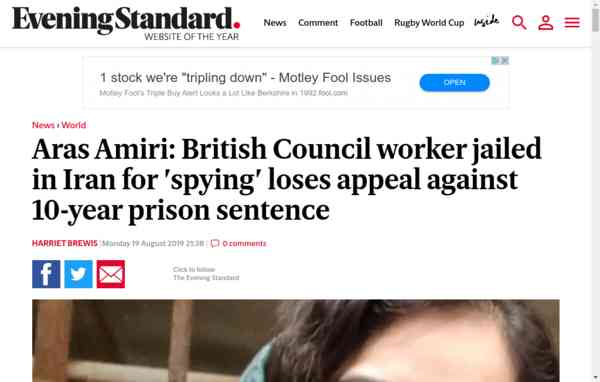 Evening Standard.
WEBSITE OF THE YEAR
News Comment Football Rugby World Cup Inside
1 stock we're "tripling down" - Motley Fool Issues
Motley Fool's Triple Buy Alert Looks a Lot Like Berkshire in 1992 fool.com
OPEN
News › World
Aras Amiri: British Council worker jailed
in Iran for 'spying' loses appeal against
10-year prison sentence
HARRIET BREWIS | Monday 19 August 2019 21:38 | 0 comments
Click to follow
The Evening Standard